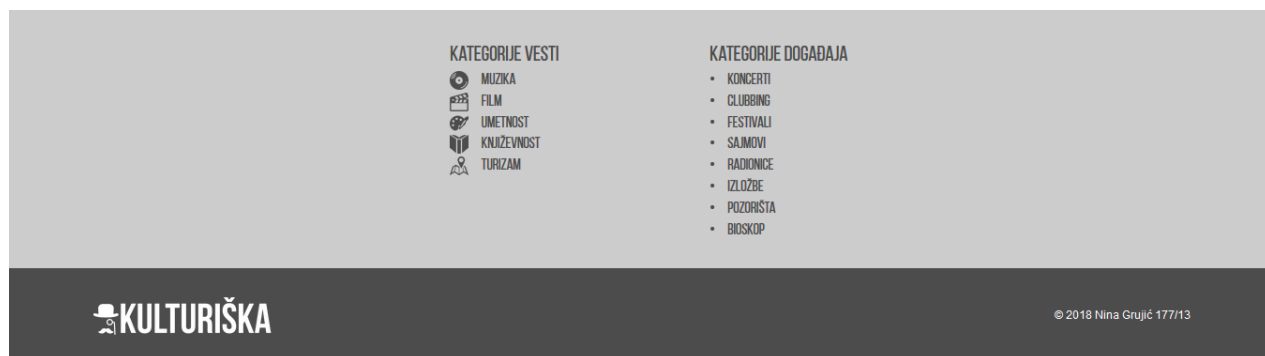 KATEGORIJE VESTI
MUZIKA
FILM
UMETNOST
KNJIŽEVNOST
TURIZAM
KATEGORIJE DOGAĐAJA
• KONCERTI
• CLUBBING
• FESTIVALI
• SAJMOVI
• RADIONICE
• IZLOŽBE
• POZORIŠTA
• BIOSKOP
KULTURIŠKA
© 2018 Nina Grujić 177/13